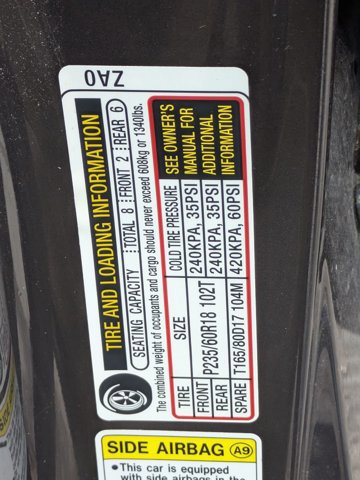 ZA0
TIRE AND LOADING INFORMATION
SEATING CAPACITY TOTAL 8 FRONT 2 REAR 6
The combined weight of occupants and cargo should never exceed 608kg or 1340lbs.
TIRE SIZE COLD TIRE PRESSURE
FRONT P235/60R18 102T 240KPA, 35PSI
REAR 240KPA, 35PSI
SPARE T165/80D17 104M 420KPA, 60PSI
SEE OWNER'S
MANUAL FOR
ADDITIONAL
INFORMATION
SIDE AIRBAG A9
•This car is equipped
with side airbags in the